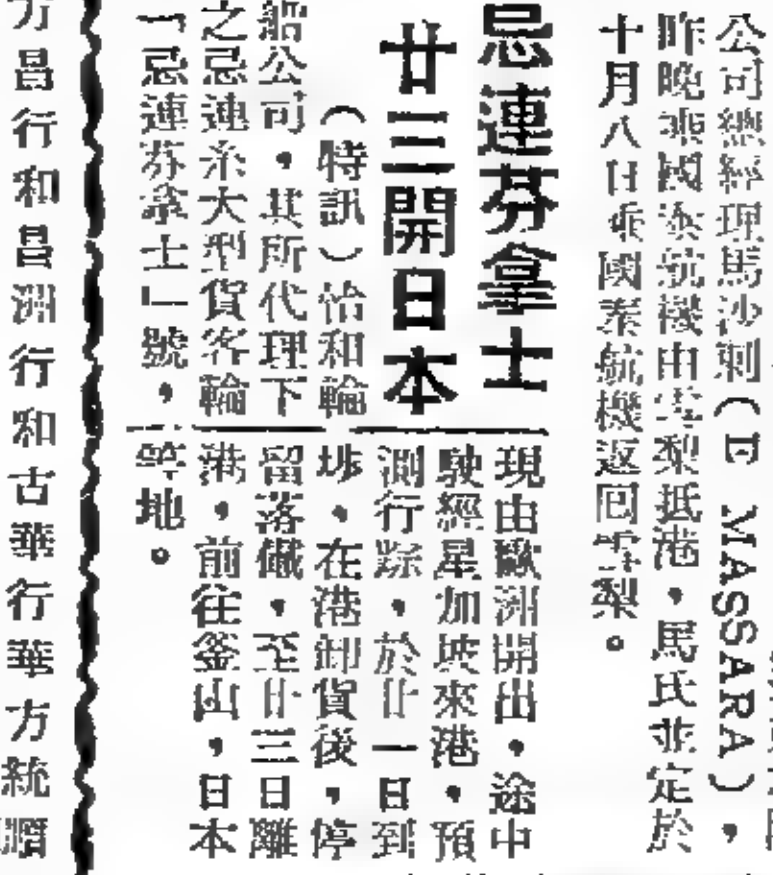 公司總經理馬沙剌(E MASSARA),
昨晚乘國泰航機由雪梨抵港,馬氏並定於
十月八日乘國泰航機返回雪梨。
忌連芬拿士
廿三開日本
(特訊)怡和輪
船公司,其所代理下
之忌連系大型貨客輪
「忌連芬拿士」號,
現由歐洲開出,途中
駛經星加坡來港,預
測行踪,於廿一日到
埗,在港卸貨後,停
留落儎,至廿三日離
港,前往釜山,日本
等地。
方昌行和昌洲行和古華行華方統順